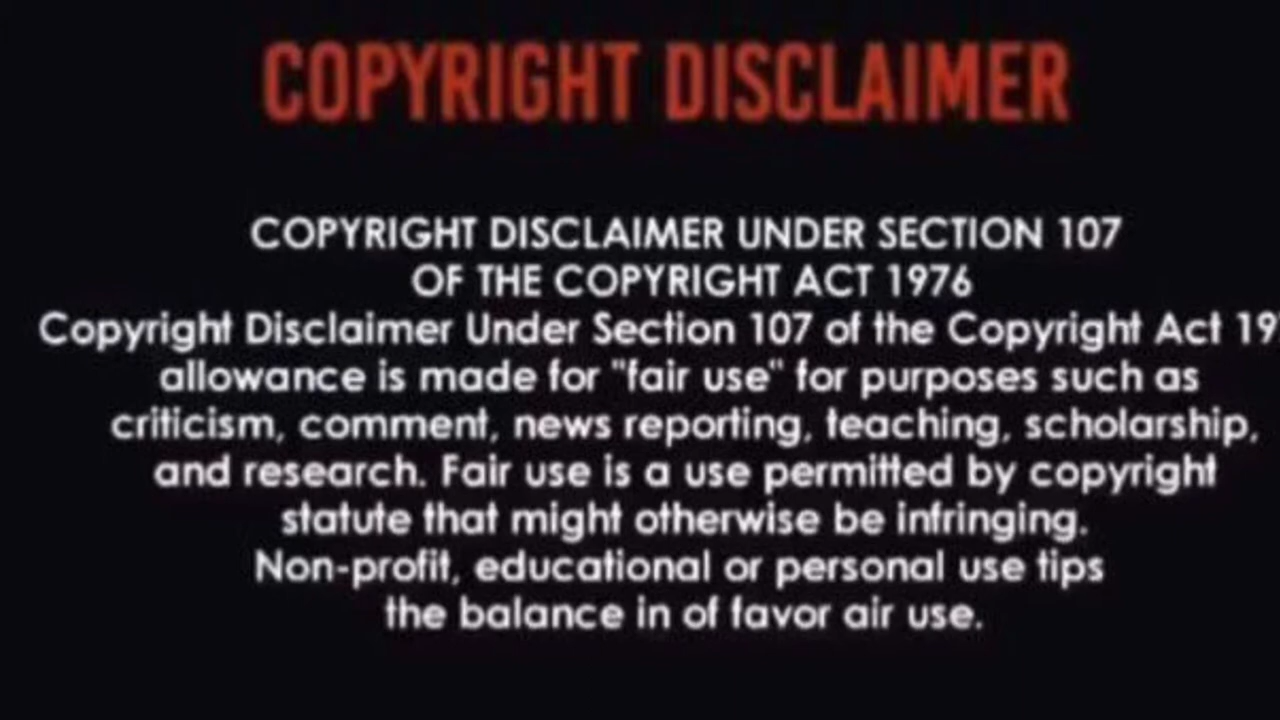 COPYRIGHT DISCLAIMER
COPYRIGHT DISCLAIMER UNDER SECTION 107
OF THE COPYRIGHT ACT 1976
Copyright Disclaimer Under Section 107 of the Copyright Act 19
allowance is made for "fair use" for purposes such as
criticism, comment, news reporting, teaching, scholarship,
and research. Fair use is a use permitted by copyright
statute that might otherwise be infringing.
Non-profit, educational or personal use tips
the balance in of favor air use.